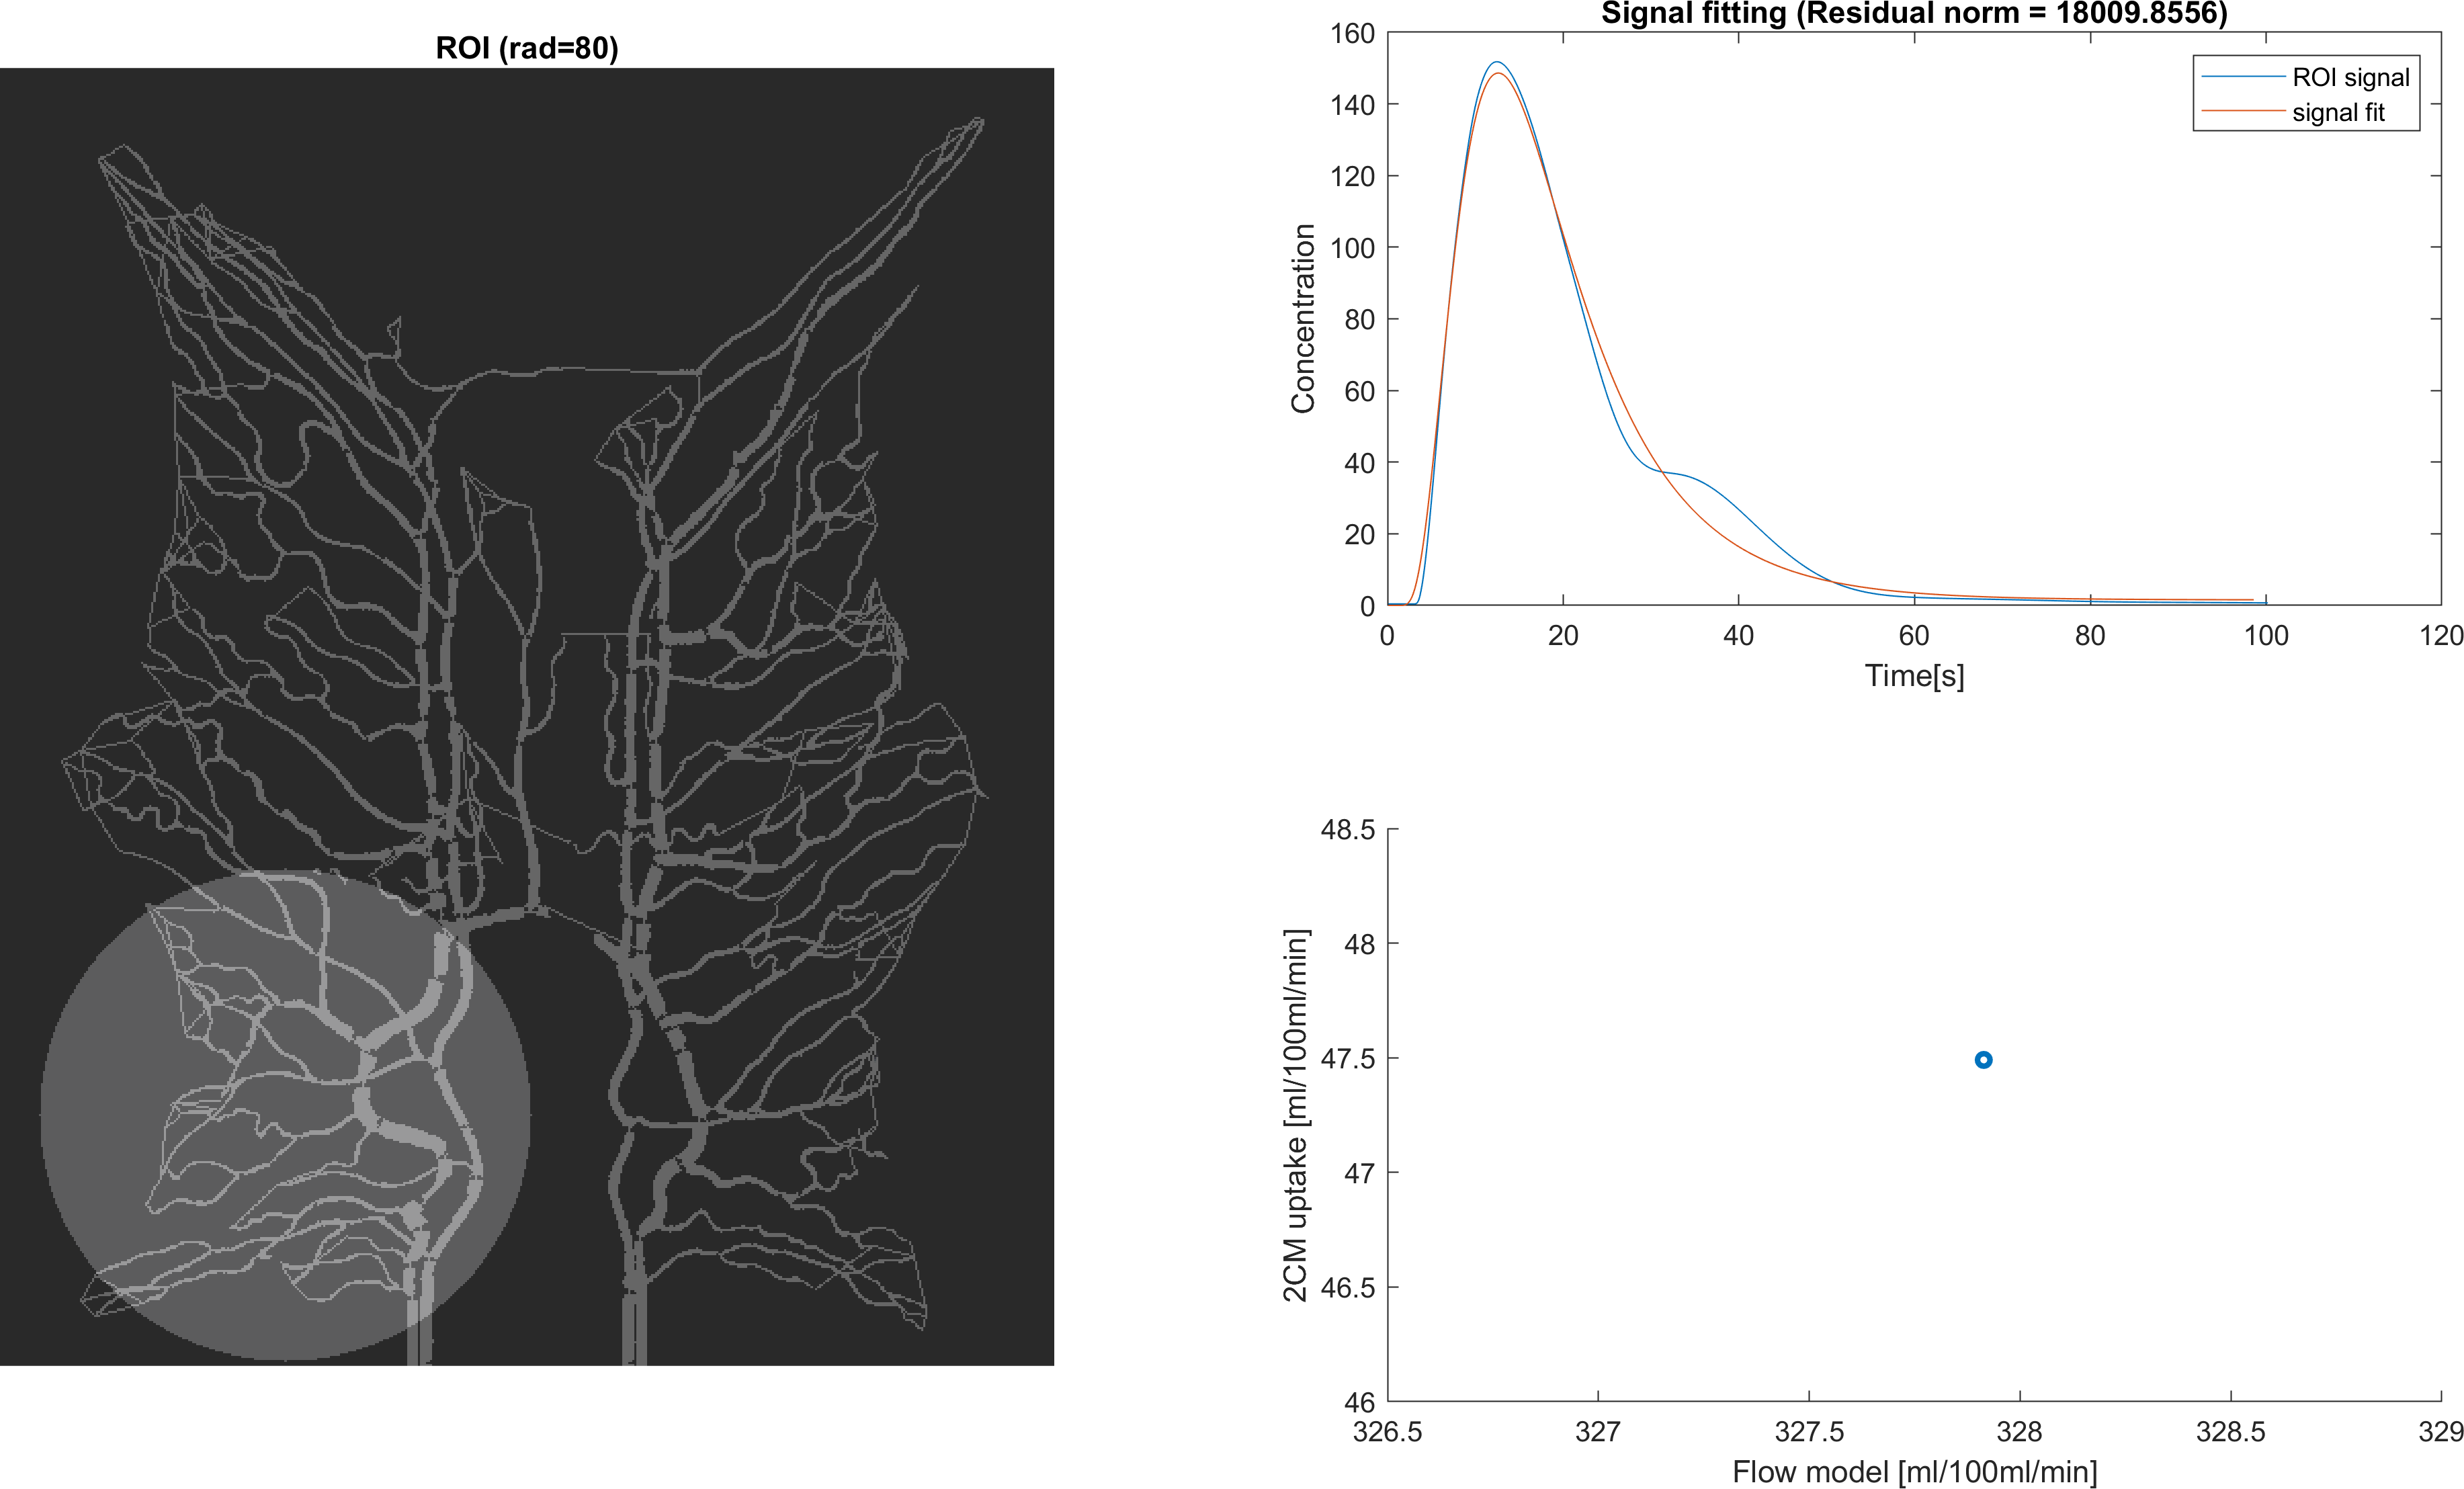 ROI (rad=80)
Signal fitting (Residual norm = 18009.8556)
160
140
120
100
80
60
40
20
0
Concentration
ROI signal
signal fit
0 20 40 60 80 100 120
Time[s]
48.5
48
47.5
47
46.5
46
2CM uptake [ml/100ml/min]
326.5 327 327.5 328 328.5 329
Flow model [ml/100ml/min]